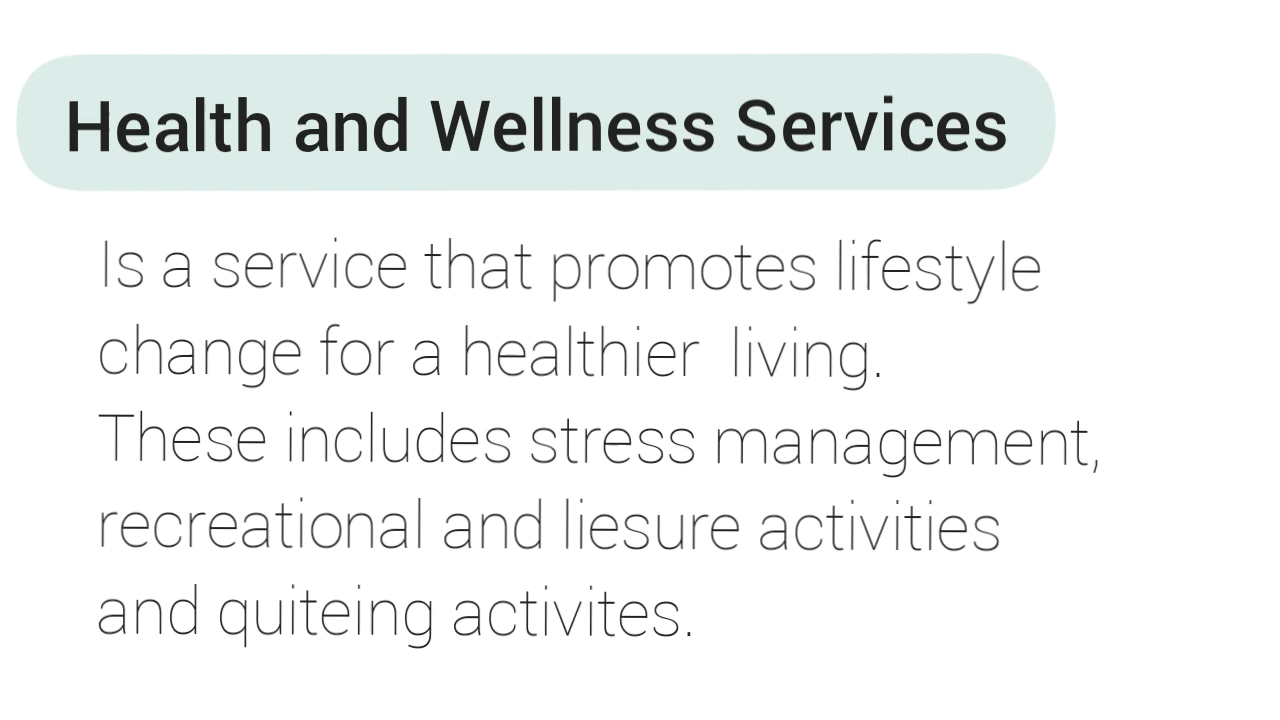 Health and Wellness Services
Is a service that promotes lifestyle
change for a healthier  living.
These includes stress management,
recreational and liesure activities
and quiteing activites.